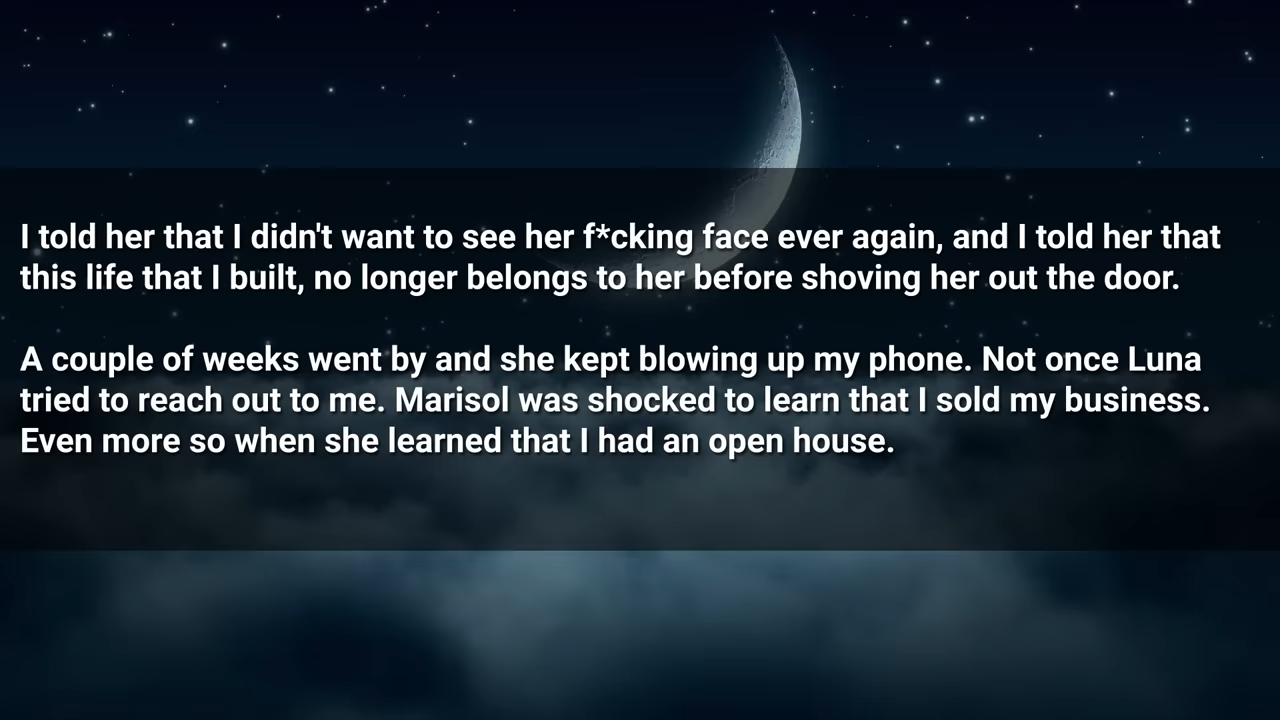 I told her that I didn't want to see her f*cking face ever again, and I told her that
this life that I built, no longer belongs to her before shoving her out the door.
A couple of weeks went by and she kept blowing up my phone. Not once Luna
tried to reach out to me. Marisol was shocked to learn that I sold my business.
Even more so when she learned that I had an open house.